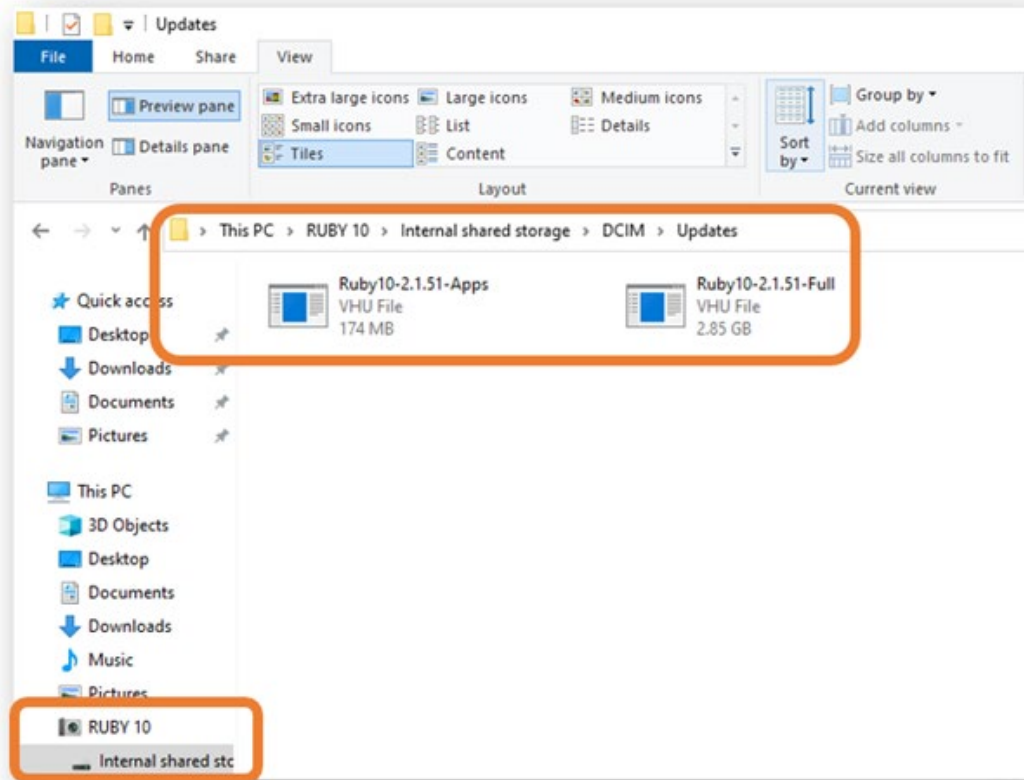 Updates
File Home Share View
Navigation pane
Preview pane
Details pane
Panes
Extra large icons Large icons Medium icons
Small icons List Details
Tiles Content
Layout
Sort by
Group by
Add columns
Size all columns to fit
Current view
This PC > RUBY 10 > Internal shared storage > DCIM > Updates
Ruby10-2.1.51-Apps
VHU File
174 MB
Ruby10-2.1.51-Full
VHU File
2.85 GB
Quick access
Desktop
Downloads
Documents
Pictures
This PC
3D Objects
Desktop
Documents
Downloads
Music
Pictures
RUBY 10
Internal shared stc